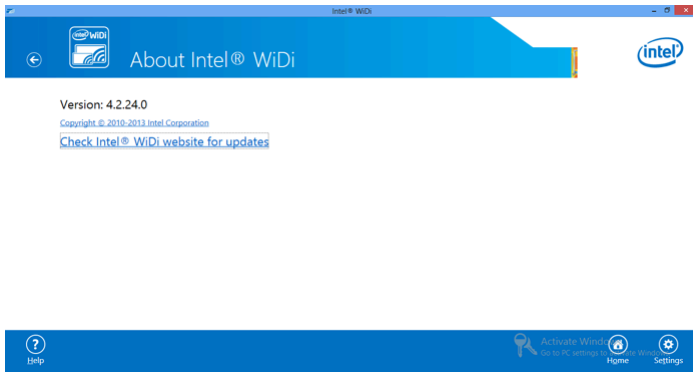 Intel® WiDi
intel WiDi
About Intel® WiDi
intel
Version: 4.2.24.0
Copyright © 2010-2013 Intel Corporation
Check Intel® WiDi website for updates
Activate Windows
Go to PC settings to activate Windows
Help
Home
Settings